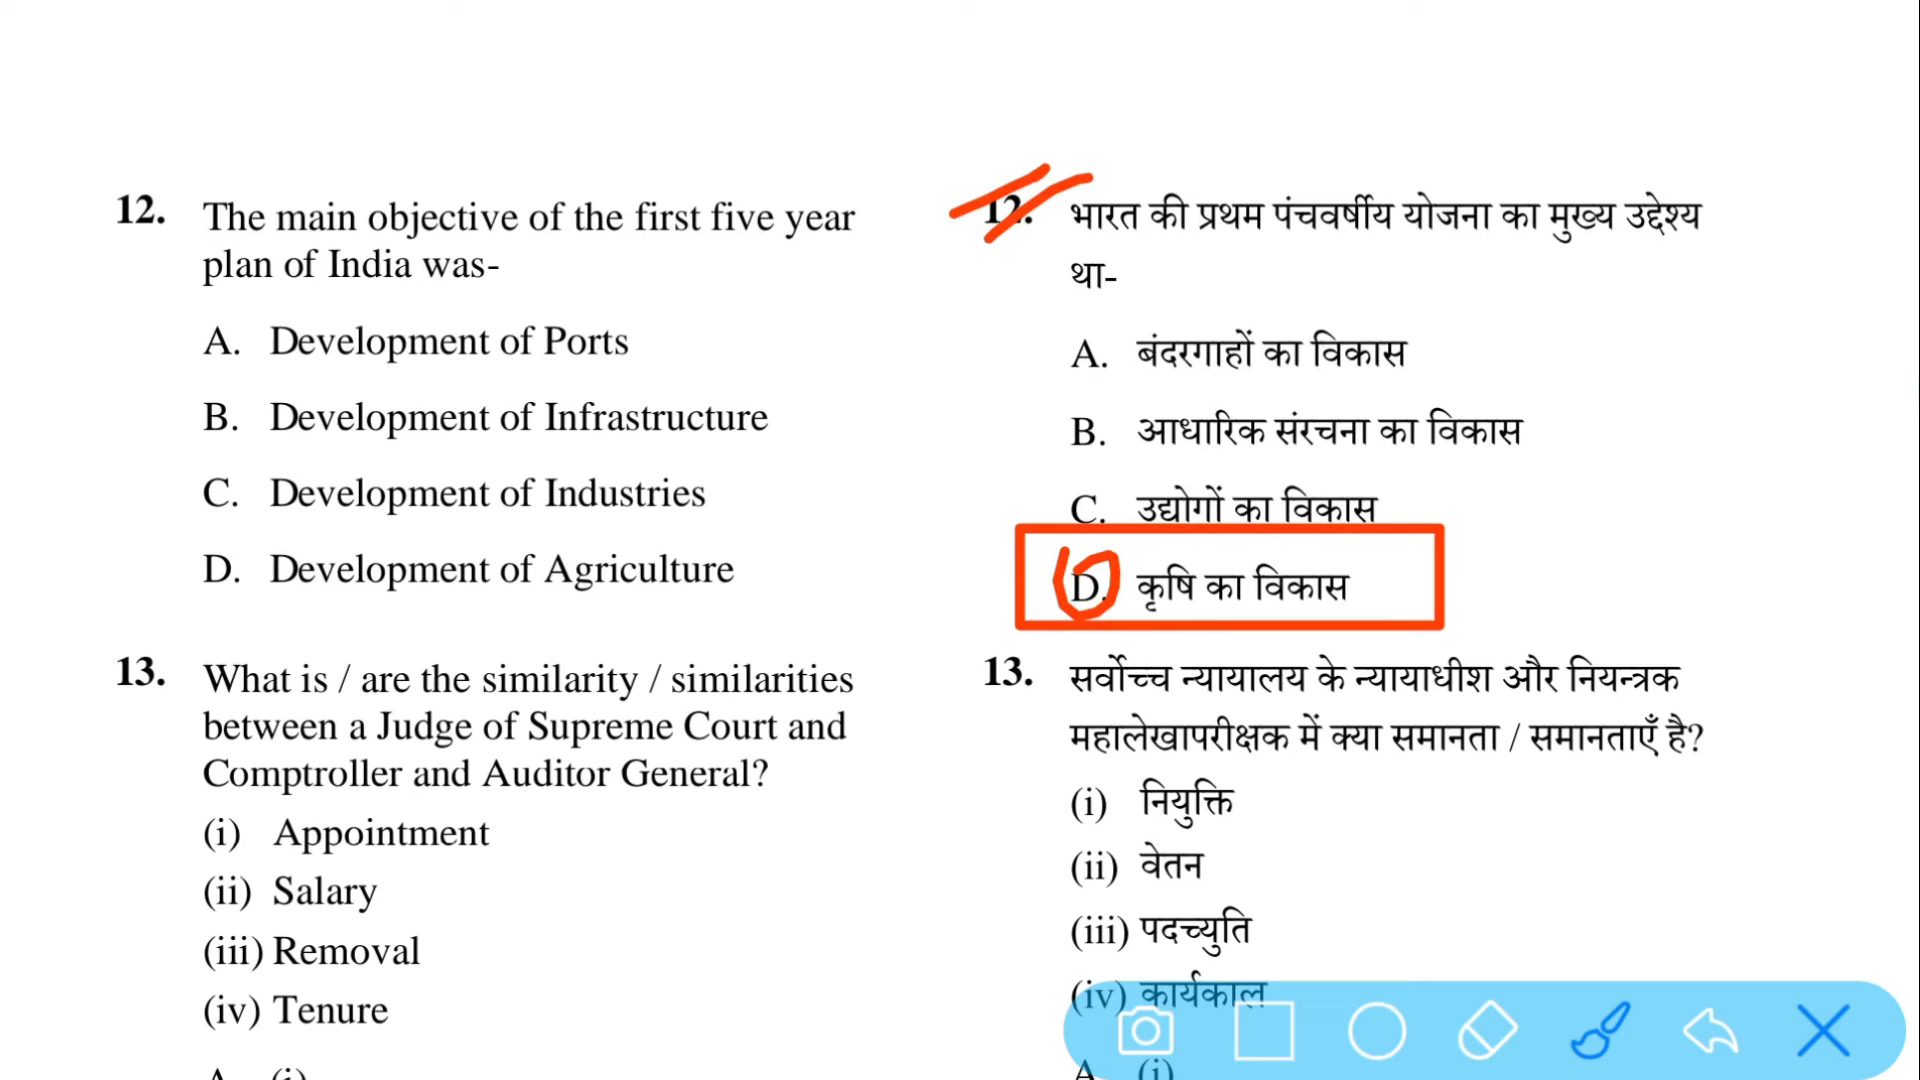 12. The main objective of the first five year
plan of India was-
A. Development of Ports
B. Development of Infrastructure
C. Development of Industries
D. Development of Agriculture
13. What is / are the similarity / similarities
between a Judge of Supreme Court and
Comptroller and Auditor General?
(i) Appointment
(ii) Salary
(iii) Removal
(iv) Tenure
A (i)
12. भारत की प्रथम पंचवर्षीय योजना का मुख्य उद्देश्य
था-
A. बंदरगाहों का विकास
B. आधारिक संरचना का विकास
C. उद्योगों का विकास
D. कृषि का विकास
13. सर्वोच्च न्यायालय के न्यायाधीश और नियन्त्रक
महालेखापरीक्षक में क्या समानता / समानताएँ है?
(i) नियुक्ति
(ii) वेतन
(iii) पदच्युति
(iv) कार्यकाल
A (i)